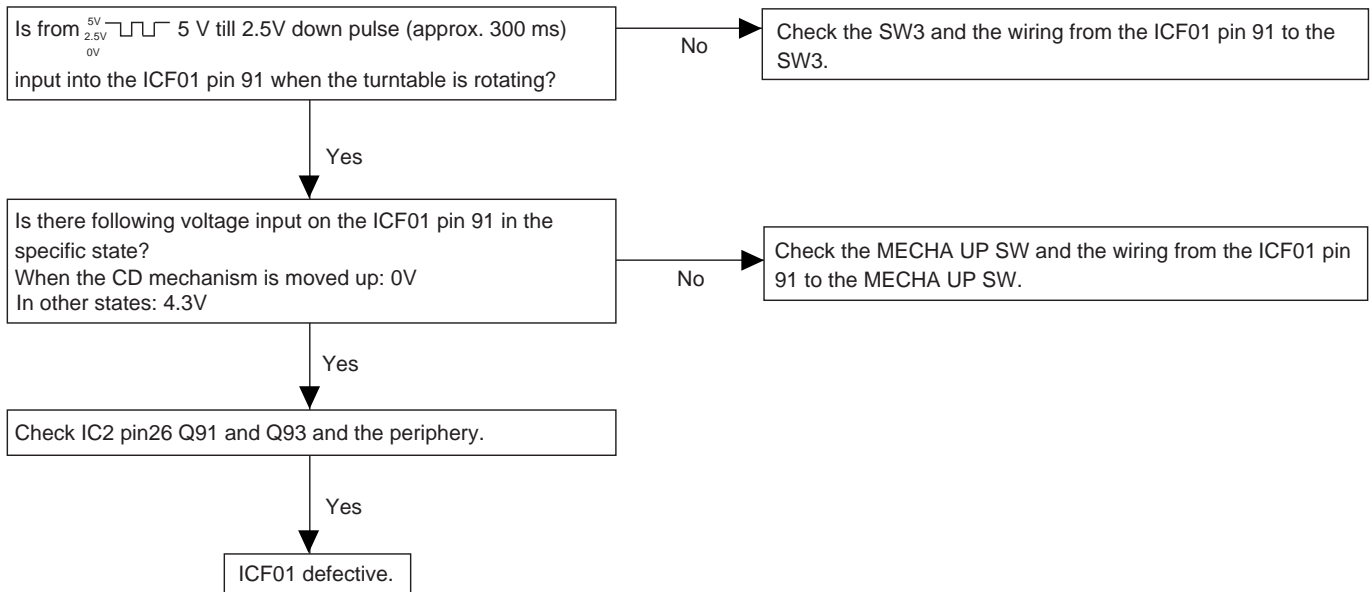 Is from 5V 2.5V 0V 5 V till 2.5V down pulse (approx. 300 ms)
input into the ICF01 pin 91 when the turntable is rotating?
No
Check the SW3 and the wiring from the ICF01 pin 91 to the
SW3.
Yes
Is there following voltage input on the ICF01 pin 91 in the
specific state?
When the CD mechanism is moved up: 0V
In other states: 4.3V
No
Check the MECHA UP SW and the wiring from the ICF01 pin
91 to the MECHA UP SW.
Yes
Check IC2 pin26 Q91 and Q93 and the periphery.
Yes
ICF01 defective.